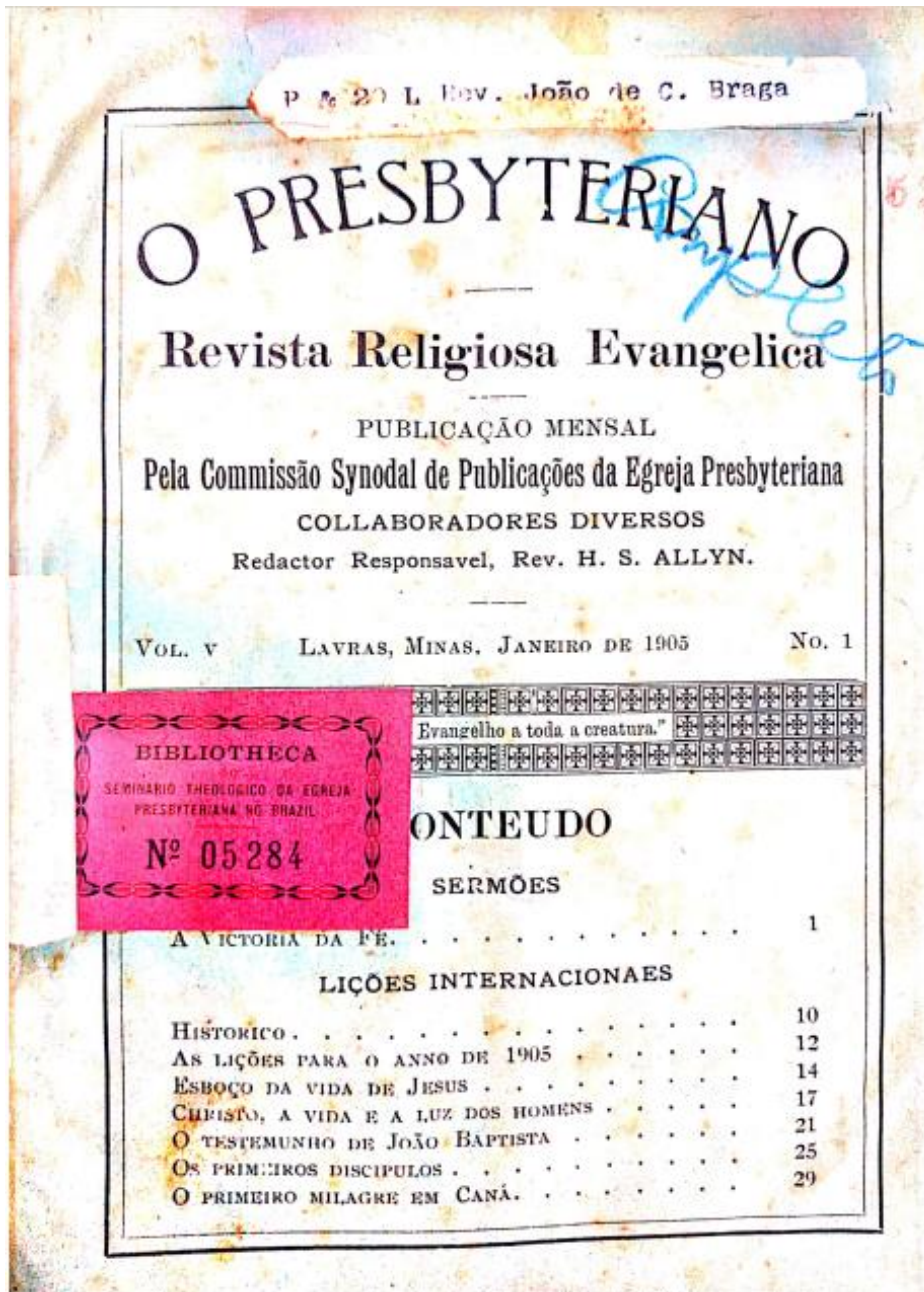 P & 20 L Rev. João de C. Braga
O PRESBYTERIANO
Revista Religiosa Evangelica
PUBLICAÇÃO MENSAL
Pela Commissão Synodal de Publicações da Egreja Presbyteriana
COLLABORADORES DIVERSOS
Redactor Responsavel, Rev. H. S. ALLYN.
VOL. V LAVRAS, MINAS. JANEIRO DE 1905 No. 1
Evangelho a toda a creatura."
BIBLIOTHECA
DO
SEMINARIO THEOLOGICO DA EGREJA
PRESBYTERIANA NO BRAZIL
Nº 05284
ONTEUDO
SERMÕES
A VICTORIA DA FÉ. 1
LIÇÕES INTERNACIONAES
HISTORICO 10
AS LIÇÕES PARA O ANNO DE 1905 12
ESBOÇO DA VIDA DE JESUS 14
CHRISTO, A VIDA E A LUZ DOS HOMENS 17
O TESTEMUNHO DE JOÃO BAPTISTA 21
OS PRIMEIROS DISCIPULOS 25
O PRIMEIRO MILAGRE EM CANÁ. 29